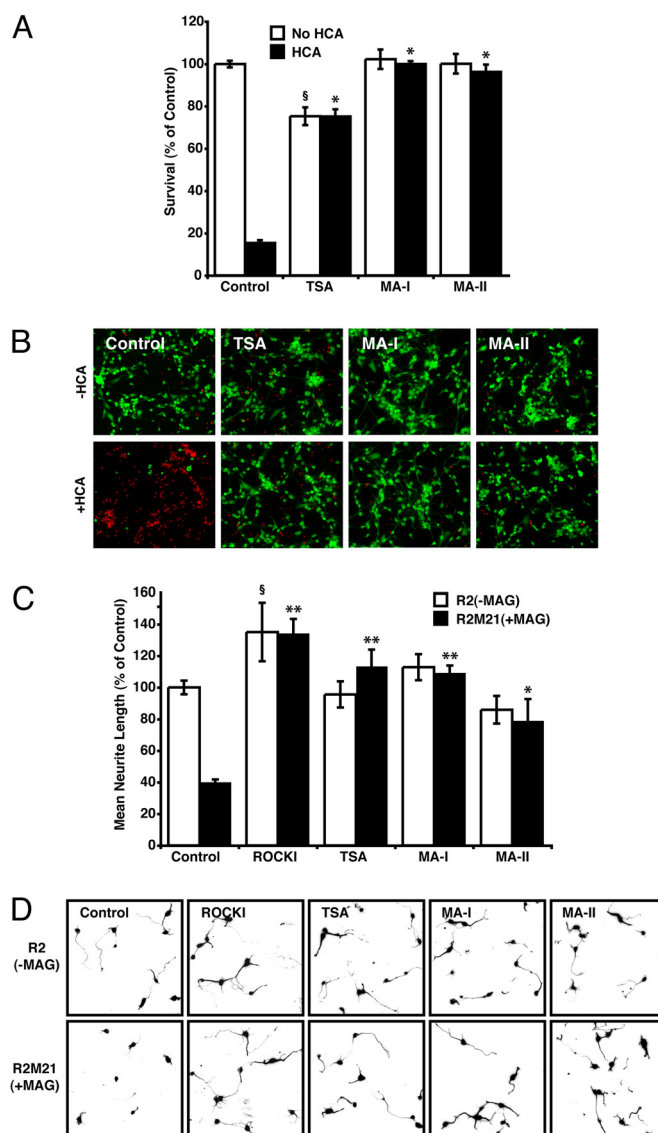 A
No HCA
HCA
Survival (% of Control)
120
100
80
60
40
20
0
§
*
*
*
Control
TSA
MA-I
MA-II
B
Control
TSA
MA-I
MA-II
-HCA
+HCA
C
R2(-MAG)
R2M21(+MAG)
Mean Neurite Length (% of Control)
160
140
120
100
80
60
40
20
0
§
**
**
**
*
Control
ROCKI
TSA
MA-I
MA-II
D
Control
ROCKI
TSA
MA-I
MA-II
R2
(-MAG)
R2M21
(+MAG)